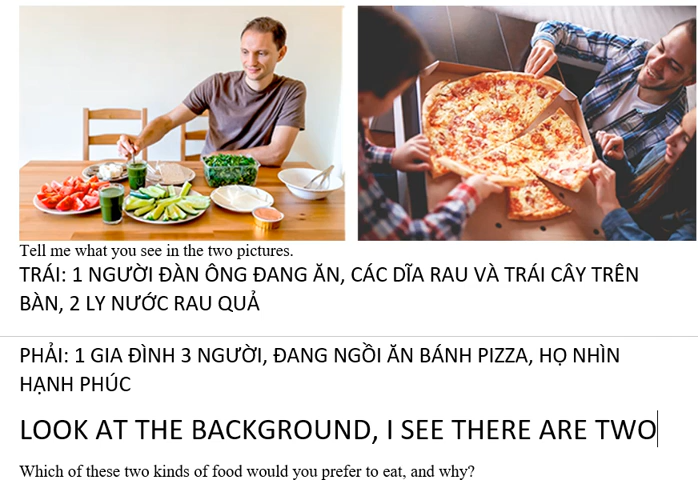 Tell me what you see in the two pictures.
TRÁI: 1 NGƯỜI ĐÀN ÔNG ĐANG ĂN, CÁC DĨA RAU VÀ TRÁI CÂY TRÊN
BÀN, 2 LY NƯỚC RAU QUẢ
PHẢI: 1 GIA ĐÌNH 3 NGƯỜI, ĐANG NGỒI ĂN BÁNH PIZZA, HỌ NHÌN
HẠNH PHÚC
LOOK AT THE BACKGROUND, I SEE THERE ARE TWO
Which of these two kinds of food would you prefer to eat, and why?